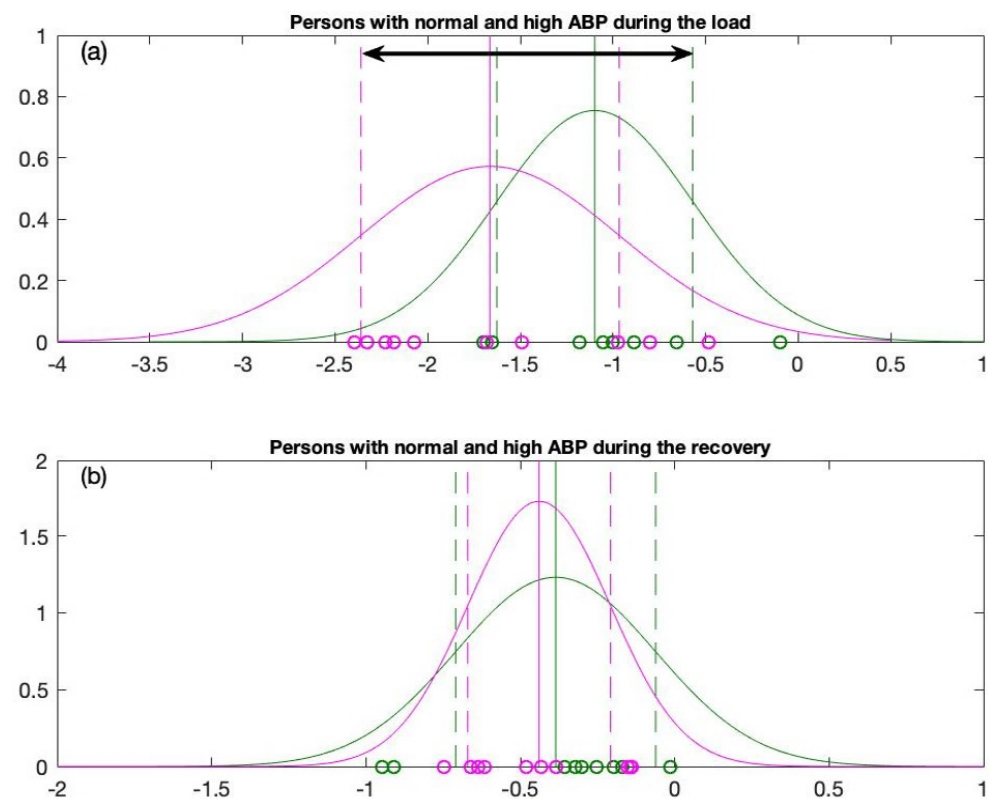 Persons with normal and high ABP during the load
(a)
1
0.8
0.6
0.4
0.2
0
-4 -3.5 -3 -2.5 -2 -1.5 -1 -0.5 0 0.5 1
Persons with normal and high ABP during the recovery
(b)
2
1.5
1
0.5
0
-2 -1.5 -1 -0.5 0 0.5 1